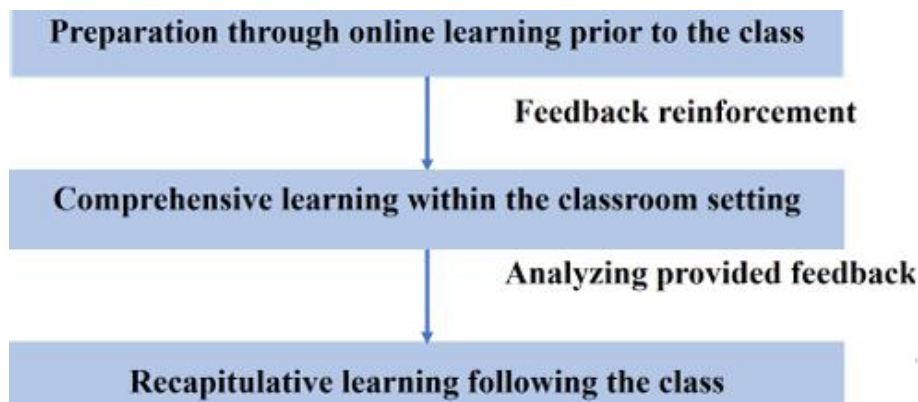 Preparation through online learning prior to the class
Feedback reinforcement
Comprehensive learning within the classroom setting
Analyzing provided feedback
Recapitulative learning following the class